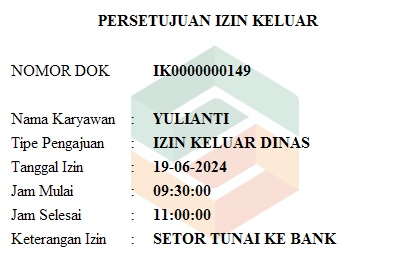 PERSETUJUAN IZIN KELUAR
NOMOR DOK IK0000000149
Nama Karyawan : YULIANTI
Tipe Pengajuan : IZIN KELUAR DINAS
Tanggal Izin : 19-06-2024
Jam Mulai : 09:30:00
Jam Selesai : 11:00:00
Keterangan Izin : SETOR TUNAI KE BANK